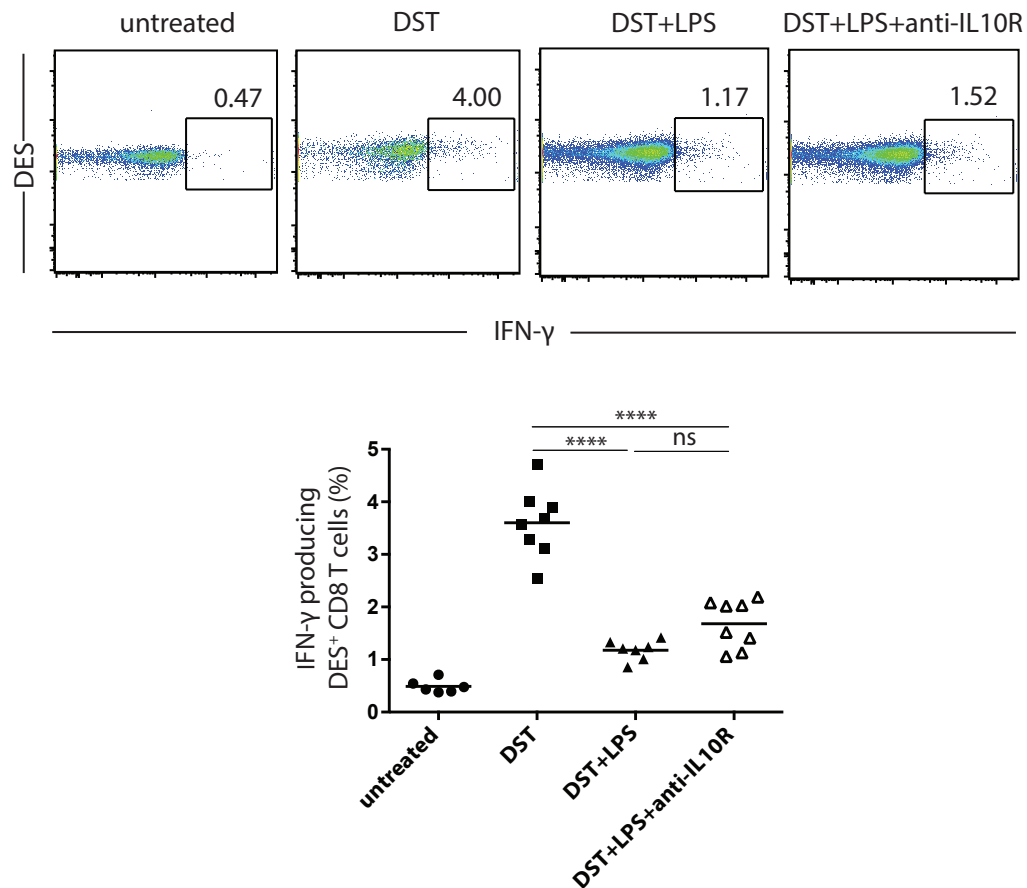 untreated DST DST+LPS DST+LPS+anti-IL10R
DES
0.47 4.00 1.17 1.52
IFN-γ
**** 
**** ns
IFN-γ producing
DES⁺ CD8 T cells (%)
5
4
3
2
1
0
untreated DST DST+LPS DST+LPS+anti-IL10R